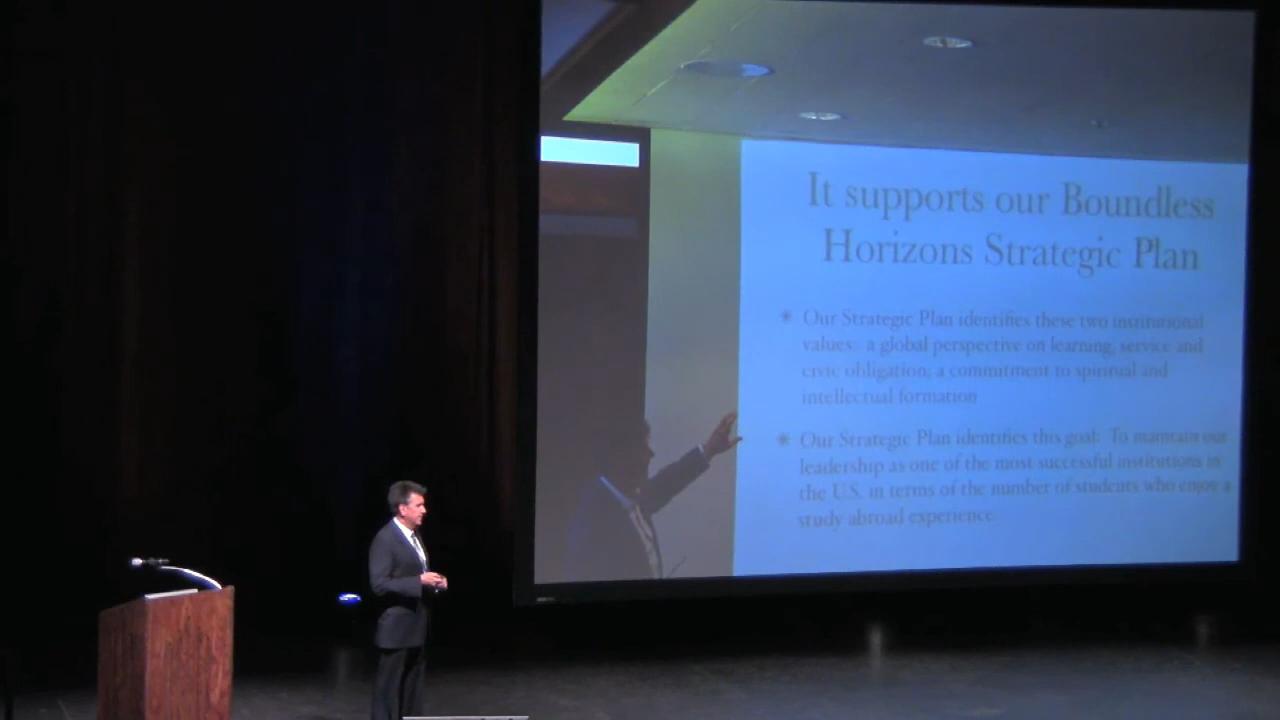 It supports our Boundless
Horizons Strategic Plan
* Our Strategic Plan identifies these two institutional
values: a global perspective on learning, service and
civic obligation; a commitment to spiritual and
intellectual formation
* Our Strategic Plan identifies this goal: To maintain our
leadership as one of the most successful institutions in
the U.S. in terms of the number of students who enjoy a
study abroad experience.